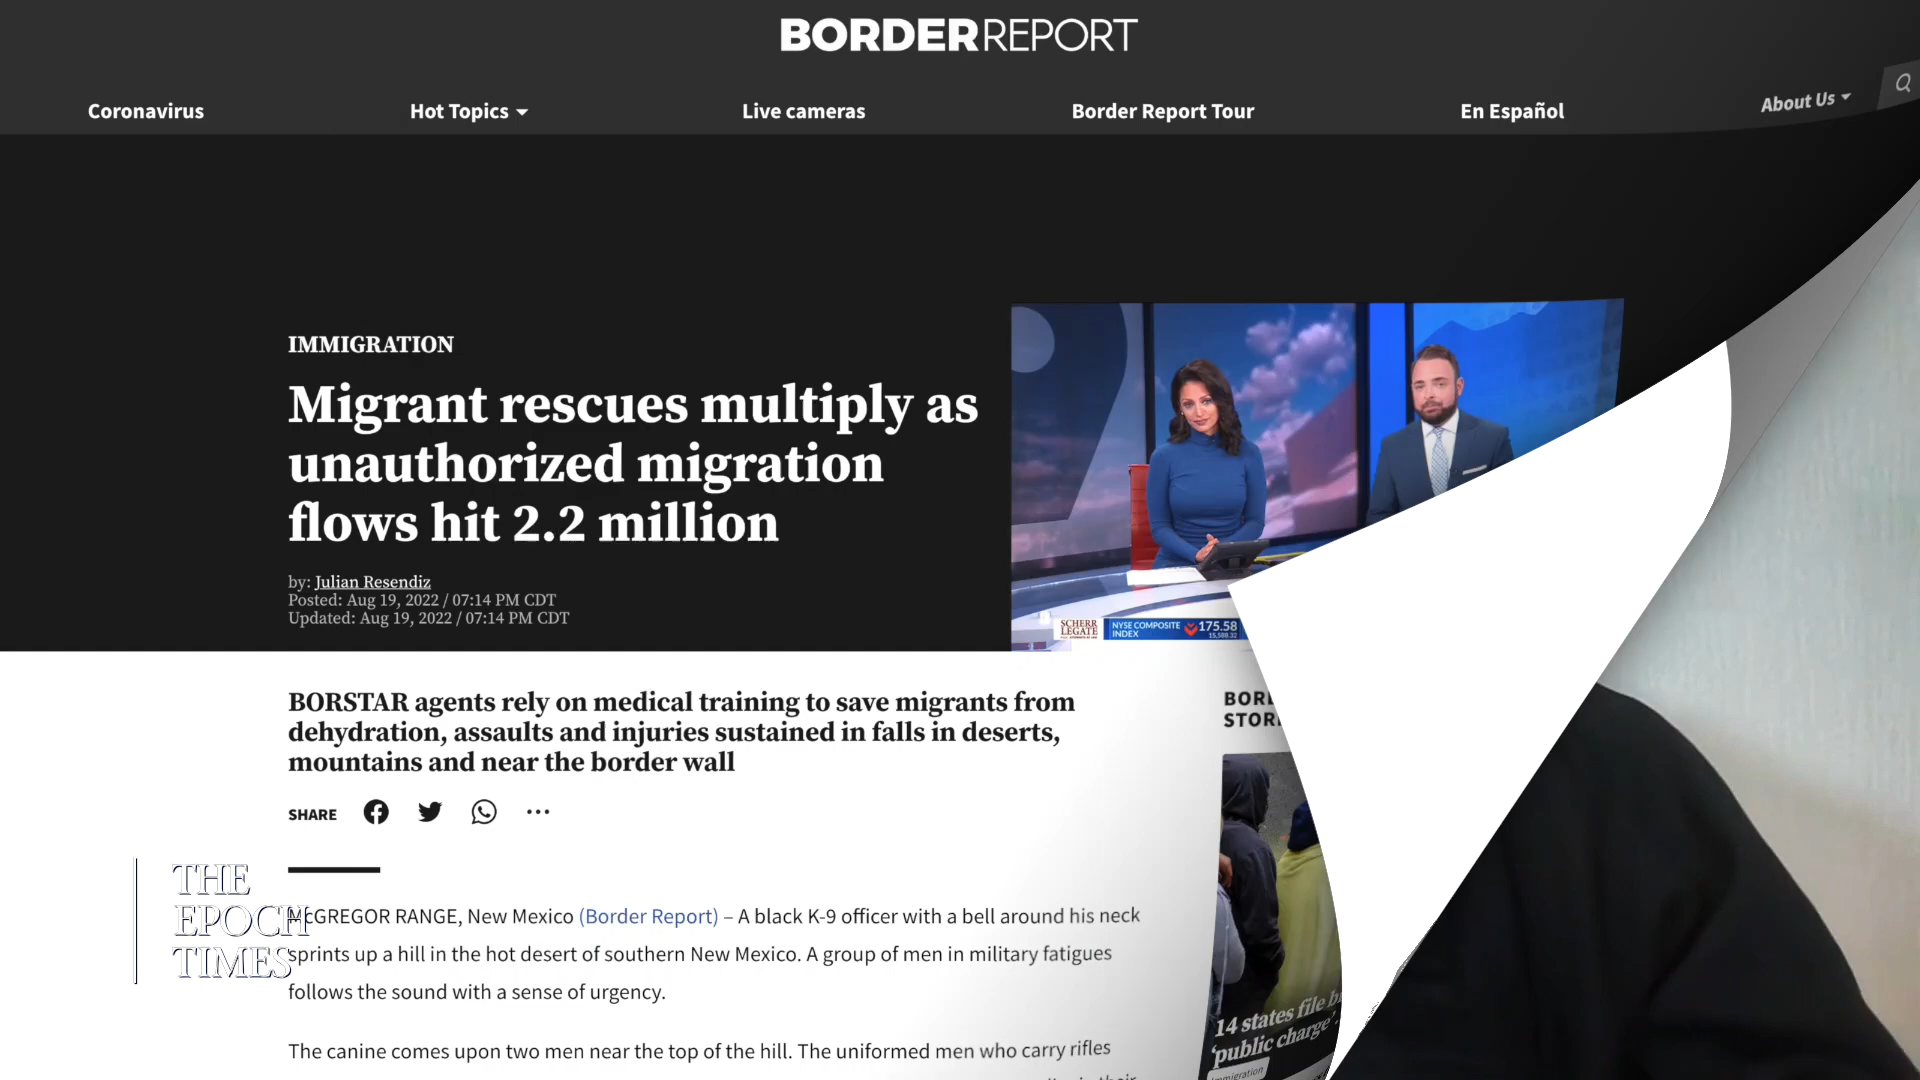 BORDERREPORT
Coronavirus
Hot Topics
Live cameras
Border Report Tour
En Español
About Us
IMMIGRATION
Migrant rescues multiply as
unauthorized migration
flows hit 2.2 million
by: Julian Resendiz
Posted: Aug 19, 2022 / 07:14 PM CDT
Updated: Aug 19, 2022 / 07:14 PM CDT
SCHERR
LEGATE
NYSE COMPOSITE
INDEX
175.58
15,588.32
BORSTAR agents rely on medical training to save migrants from
dehydration, assaults and injuries sustained in falls in deserts,
mountains and near the border wall
SHARE
McGREGOR RANGE, New Mexico (Border Report) – A black K-9 officer with a bell around his neck
sprints up a hill in the hot desert of southern New Mexico. A group of men in military fatigues
follows the sound with a sense of urgency.
The canine comes upon two men near the top of the hill. The uniformed men who carry rifles
14 states file
'public charge'
Immigration
THE
EPOCH
TIMES